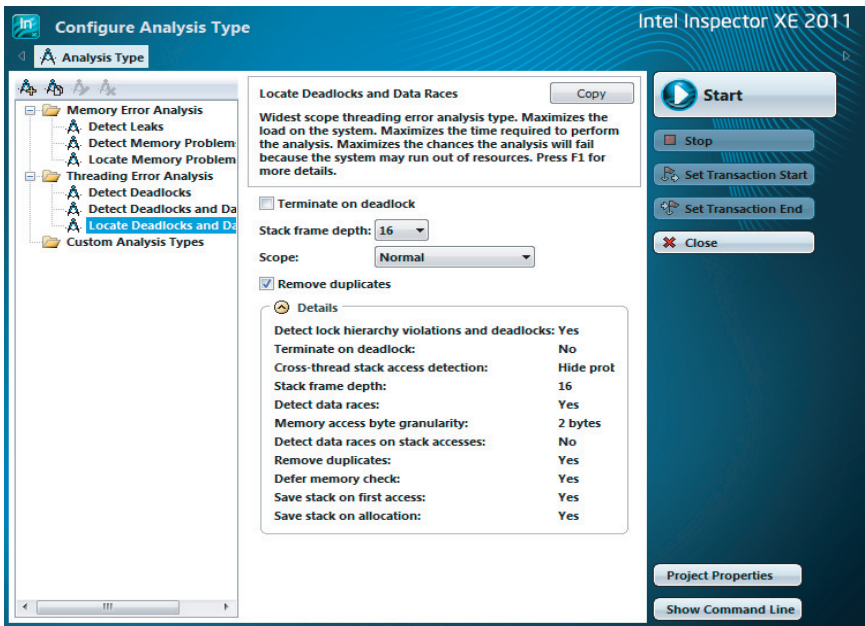 In
Configure Analysis Type
Intel Inspector XE 2011
Analysis Type
Memory Error Analysis
Detect Leaks
Detect Memory Problem
Locate Memory Problem
Threading Error Analysis
Detect Deadlocks
Detect Deadlocks and Da
Locate Deadlocks and Da
Custom Analysis Types
Locate Deadlocks and Data Races
Copy
Widest scope threading error analysis type. Maximizes the
load on the system. Maximizes the time required to perform
the analysis. Maximizes the chances the analysis will fail
because the system may run out of resources. Press F1 for
more details.
Terminate on deadlock
Stack frame depth: 16
Scope: Normal
Remove duplicates
Details
Detect lock hierarchy violations and deadlocks: Yes
Terminate on deadlock: No
Cross-thread stack access detection: Hide prot
Stack frame depth: 16
Detect data races: Yes
Memory access byte granularity: 2 bytes
Detect data races on stack accesses: No
Remove duplicates: Yes
Defer memory check: Yes
Save stack on first access: Yes
Save stack on allocation: Yes
Start
Stop
Set Transaction Start
Set Transaction End
Close
Project Properties
Show Command Line